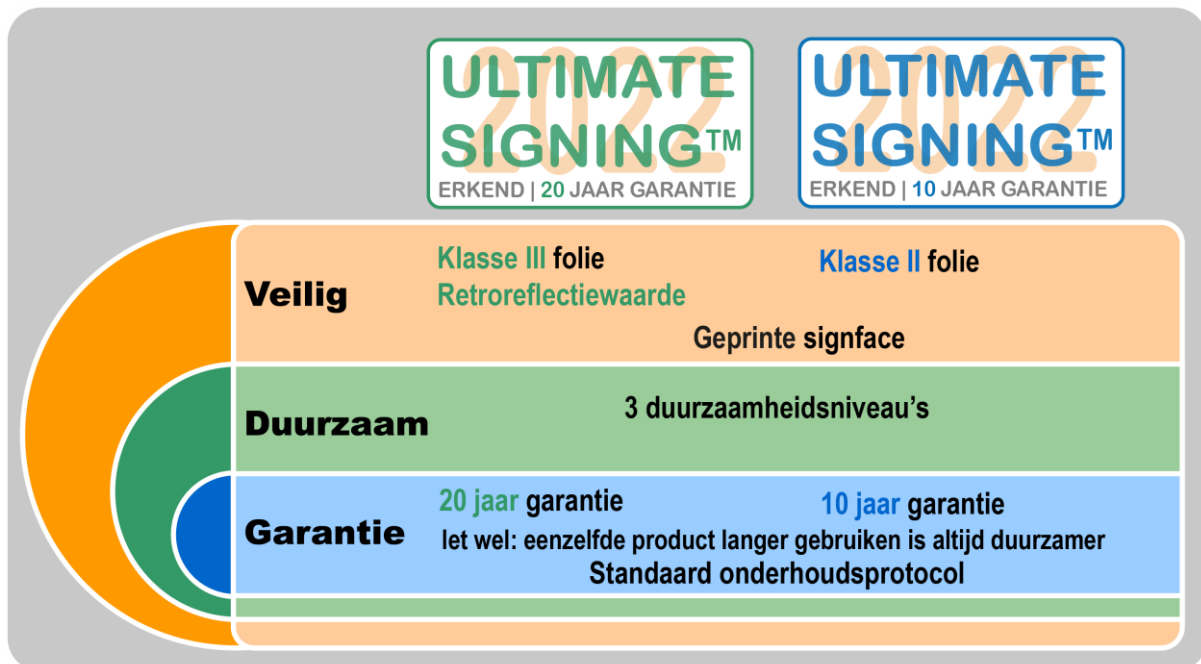 2022
ULTIMATE
SIGNING™
ERKEND | 20 JAAR GARANTIE
2022
ULTIMATE
SIGNING™
ERKEND | 10 JAAR GARANTIE
Veilig
Klasse III folie
Retroreflectiewaarde
Klasse II folie
Geprinte signface
Duurzaam
3 duurzaamheidsniveau's
Garantie
20 jaar garantie
10 jaar garantie
let wel: eenzelfde product langer gebruiken is altijd duurzamer
Standaard onderhoudsprotocol